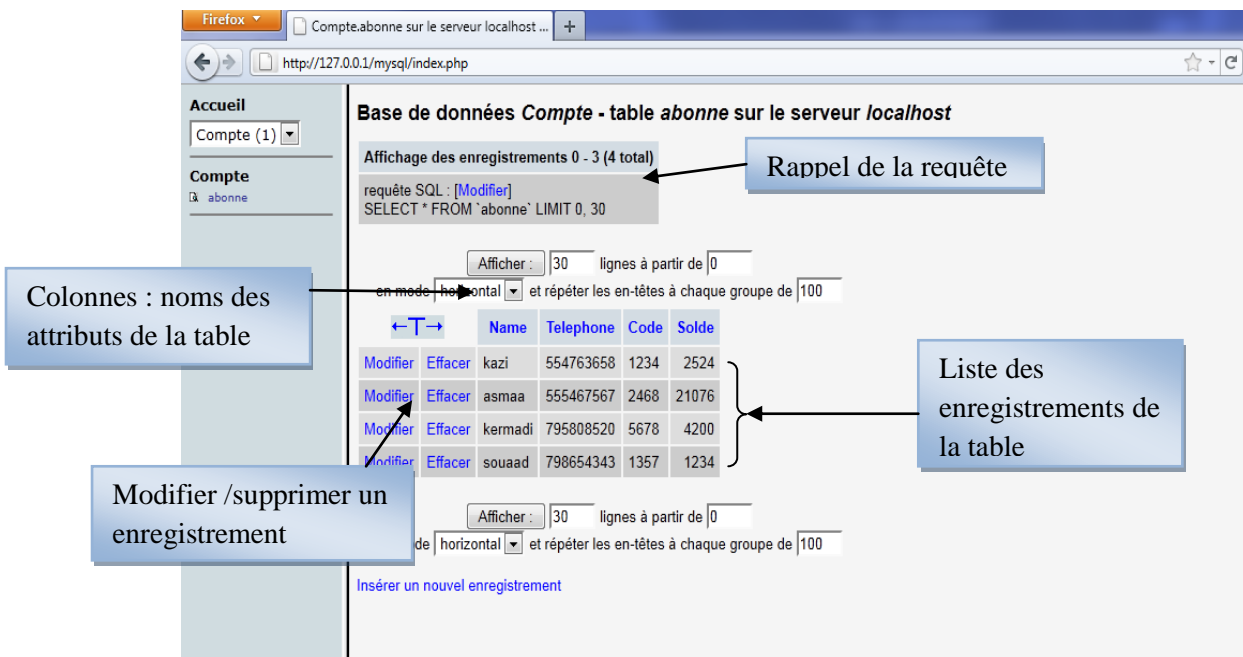 Firefox
Compte.abonne sur le serveur localhost ...
http://127.0.0.1/mysql/index.php
Accueil
Compte (1)
Compte
abonne
Base de données Compte - table abonne sur le serveur localhost
Affichage des enregistrements 0 - 3 (4 total)
requête SQL : [Modifier]
SELECT * FROM `abonne` LIMIT 0, 30
Rappel de la requête
Afficher : 30 lignes à partir de 0
en mode horizontal et répéter les en-têtes à chaque groupe de 100
Colonnes : noms des
attributs de la table
←T→ Name Telephone Code Solde
Modifier Effacer kazi 554763658 1234 2524
Modifier Effacer asmaa 555467567 2468 21076
Modifier Effacer kermadi 795808520 5678 4200
Modifier Effacer souaad 798654343 1357 1234
Liste des
enregistrements de
la table
Modifier /supprimer un
enregistrement
Afficher : 30 lignes à partir de 0
de horizontal et répéter les en-têtes à chaque groupe de 100
Insérer un nouvel enregistrement